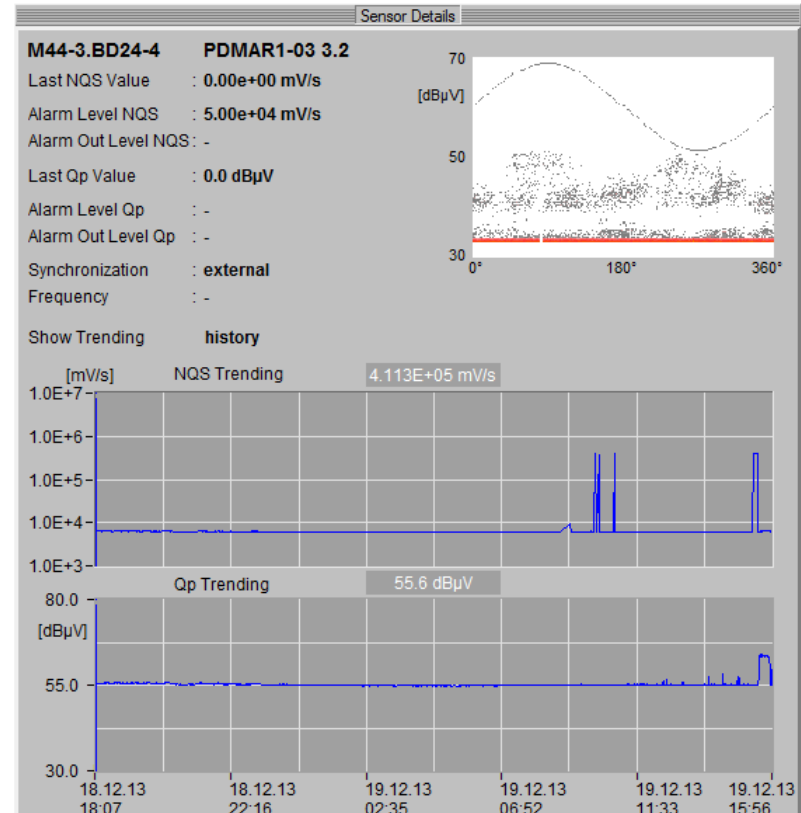 Sensor Details
M44-3.BD24-4 PDMAR1-03 3.2
Last NQS Value : 0.00e+00 mV/s
Alarm Level NQS : 5.00e+04 mV/s
Alarm Out Level NQS : -
Last Qp Value : 0.0 dBµV
Alarm Level Qp : -
Alarm Out Level Qp : -
Synchronization : external
Frequency : -
Show Trending history
70
[dBµV]
50
30
0° 180° 360°
[mV/s] NQS Trending 4.113E+05 mV/s
1.0E+7
1.0E+6
1.0E+5
1.0E+4
1.0E+3
Qp Trending 55.6 dBµV
80.0
[dBµV]
55.0
30.0
18.12.13 18.12.13 19.12.13 19.12.13 19.12.13 19.12.13
18:07 22:16 02:35 06:52 11:33 15:56